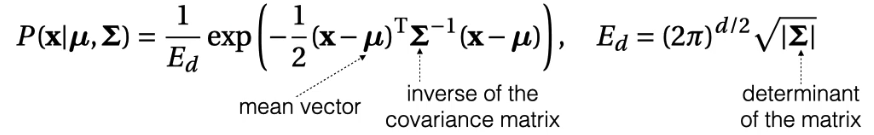 P(x|μ, Σ) = 1/E_d exp(−1/2(x − μ)ᵀΣ⁻¹(x − μ)), E_d = (2π)^{d/2}√|Σ|
mean vector
inverse of the
covariance matrix
determinant
of the matrix